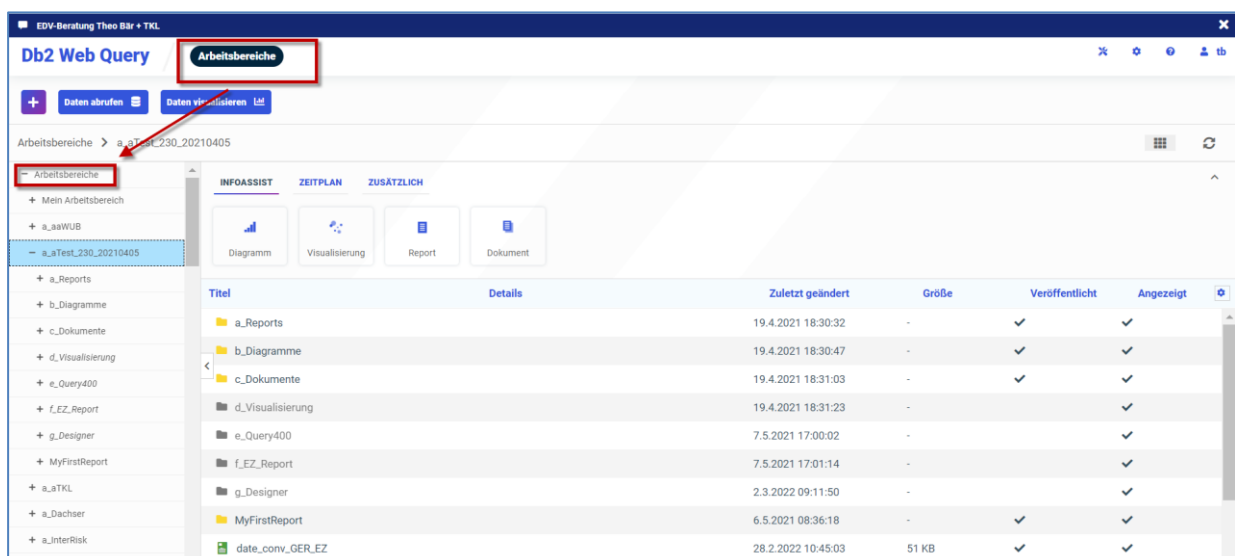 EDV-Beratung Theo Bär + TKL
Db2 Web Query / Arbeitsbereiche tb
+ Daten abrufen Daten visualisieren
Arbeitsbereiche > a_aTest_230_20210405
− Arbeitsbereiche
+ Mein Arbeitsbereich
+ a_aaWUB
− a_aTest_230_20210405
+ a_Reports
+ b_Diagramme
+ c_Dokumente
+ d_Visualisierung
+ e_Query400
+ f_EZ_Report
+ g_Designer
+ MyFirstReport
+ a_aTKL
+ a_Dachser
+ a_InterRisk
INFOASSIST ZEITPLAN ZUSÄTZLICH
Diagramm Visualisierung Report Dokument
Titel Details Zuletzt geändert Größe Veröffentlicht Angezeigt
a_Reports 19.4.2021 18:30:32 -
b_Diagramme 19.4.2021 18:30:47 -
c_Dokumente 19.4.2021 18:31:03 -
d_Visualisierung 19.4.2021 18:31:23 -
e_Query400 7.5.2021 17:00:02 -
f_EZ_Report 7.5.2021 17:01:14 -
g_Designer 2.3.2022 09:11:50 -
MyFirstReport 6.5.2021 08:36:18 -
date_conv_GER_EZ 28.2.2022 10:45:03 51 KB